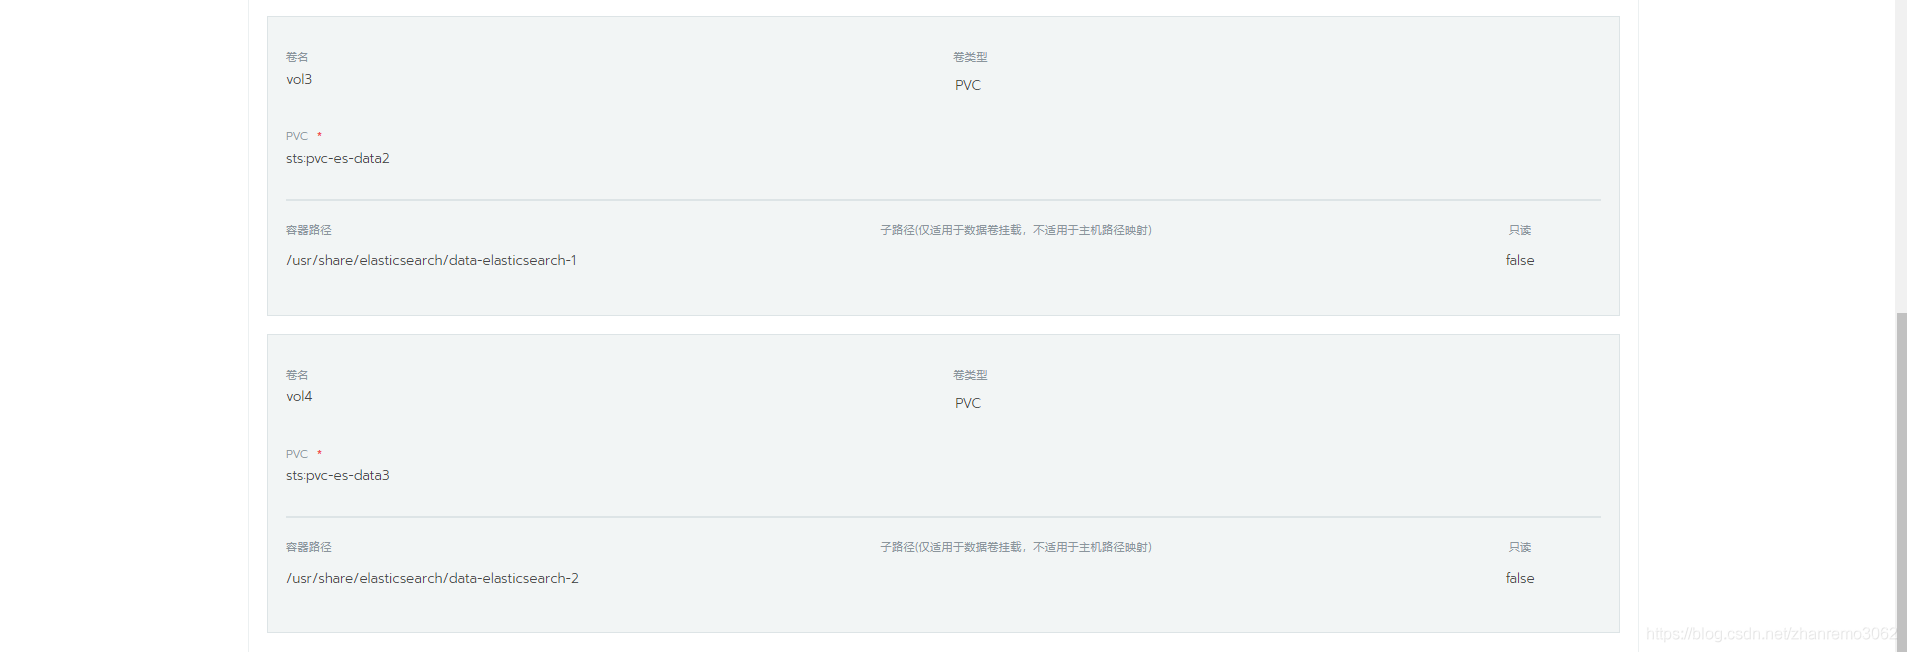 卷名 卷类型
vol3 PVC
PVC *
sts:pvc-es-data2
容器路径 子路径(仅适用于数据卷挂载，不适用于主机路径映射) 只读
/usr/share/elasticsearch/data-elasticsearch-1 false
卷名 卷类型
vol4 PVC
PVC *
sts:pvc-es-data3
容器路径 子路径(仅适用于数据卷挂载，不适用于主机路径映射) 只读
/usr/share/elasticsearch/data-elasticsearch-2 false
https://blog.csdn.net/zhanremo3062